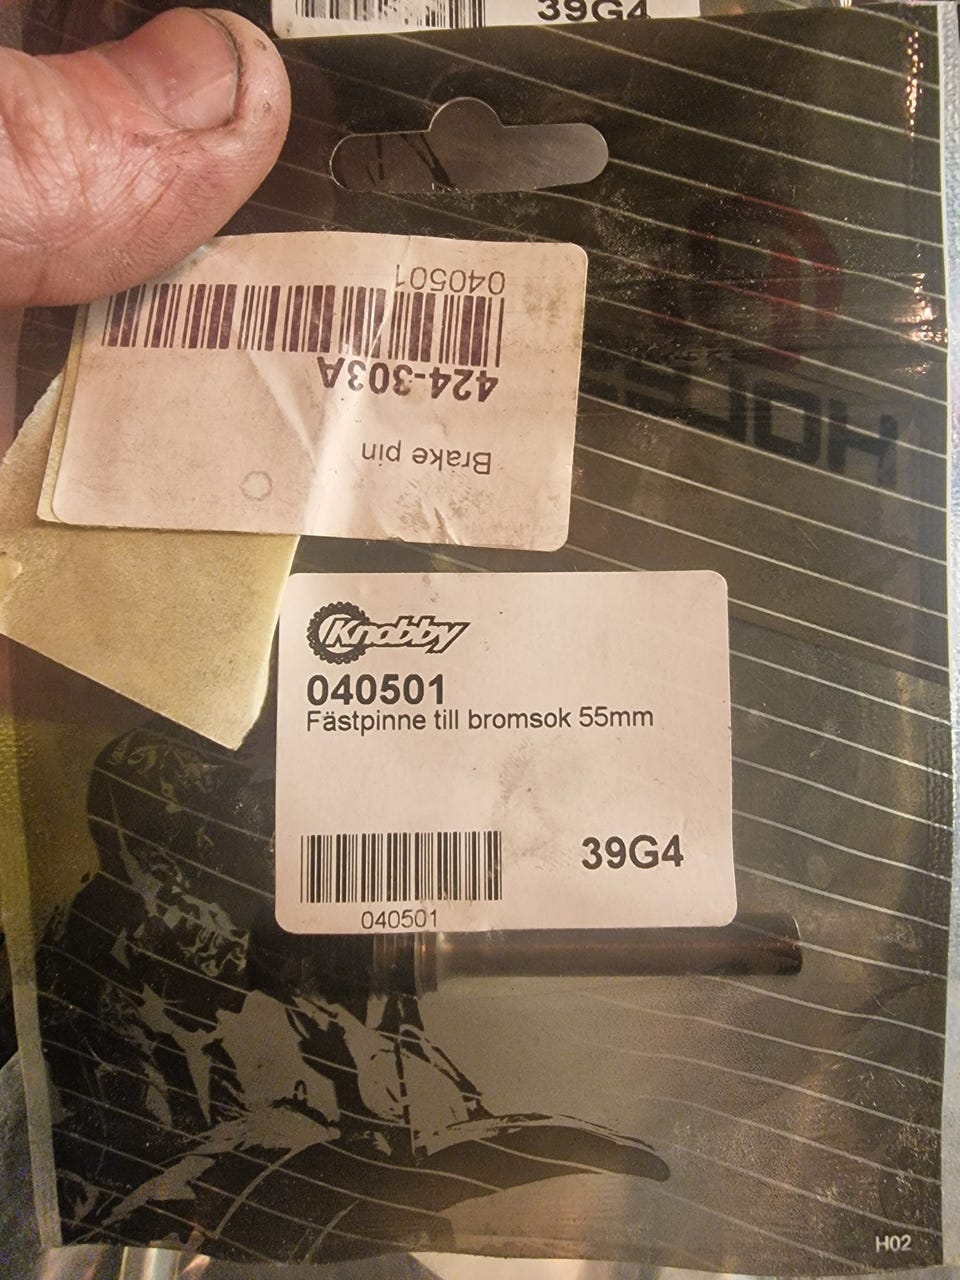 39G4
040501
424-303A
Brake pin
Knobby
040501
Fästpinne till bromsok 55mm
39G4
040501
H02